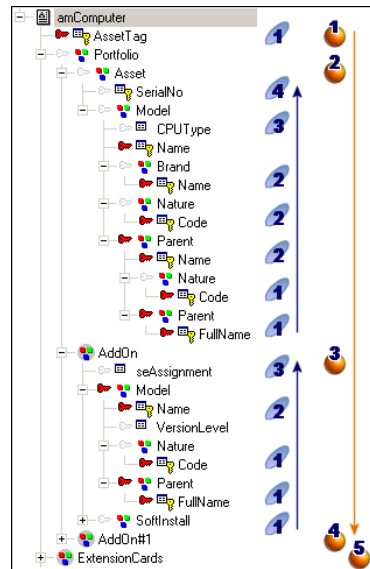 amComputer
AssetTag 1 1
Portfolio
Asset 2
SerialNo 4
Model
CPUType 3
Name
Brand
Name 2
Nature
Code 2
Parent
Name 2
Nature
Code 1
Parent
FullName 1
AddOn 3
seAssignment 3
Model
Name 2
VersionLevel
Nature
Code 1
Parent
FullName 1
SoftInstall 1
AddOn#1 4
ExtensionCards 5